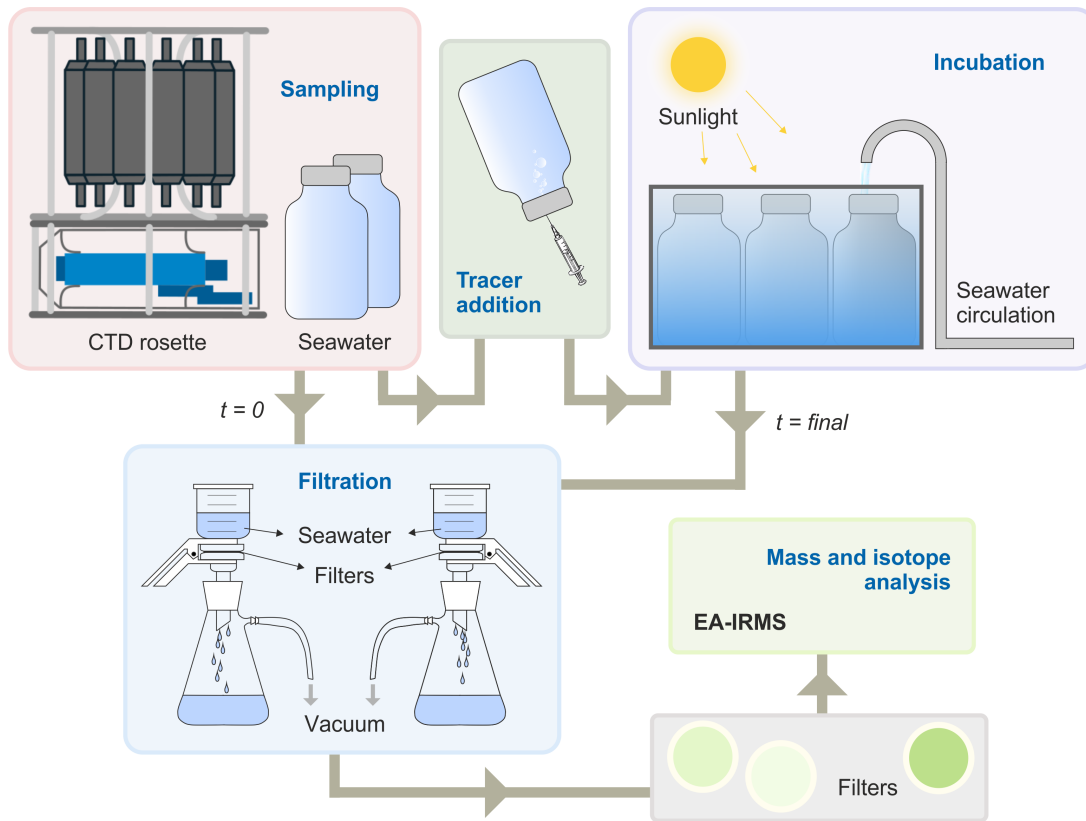 Sampling
CTD rosette
Seawater
Tracer
addition
Incubation
Sunlight
Seawater
circulation
t = 0
t = final
Filtration
Seawater
Filters
Vacuum
Mass and isotope
analysis
EA-IRMS
Filters